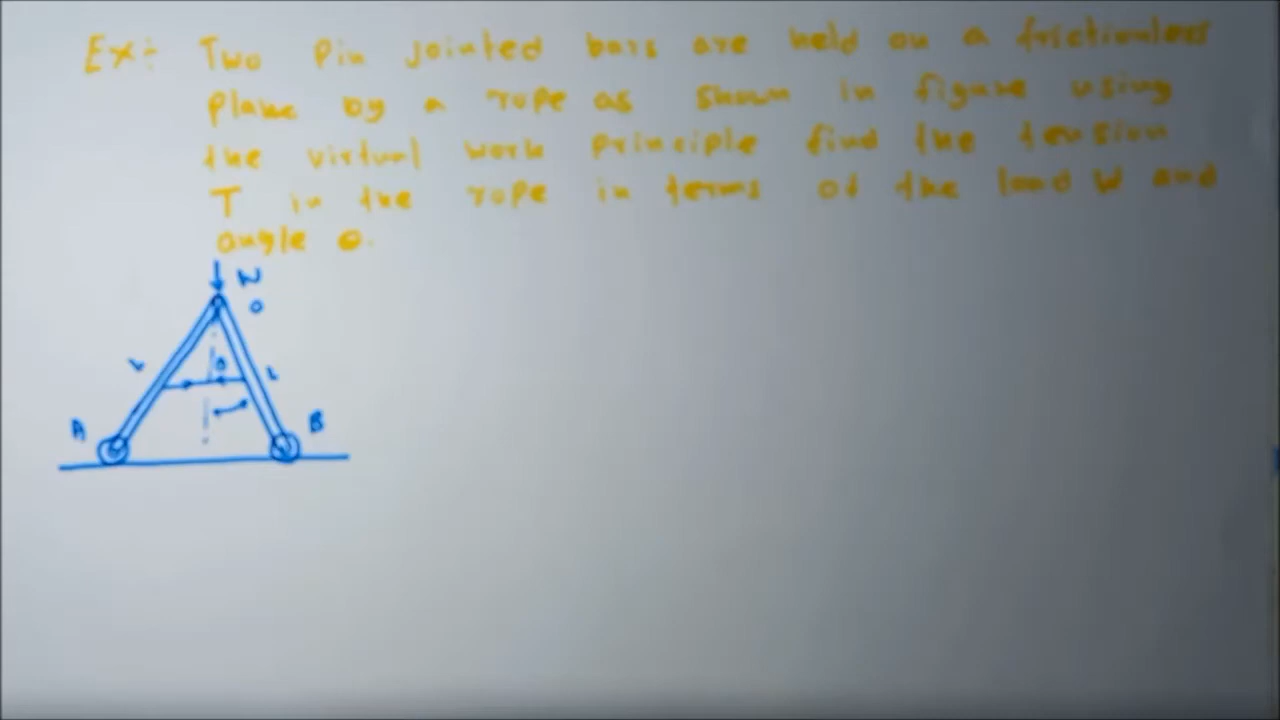 Ex:- Two Pin jointed bars are held on a frictionless
plane by a rope as shown in figure using
the virtual work principle find the tension
T in the rope in terms of the load W and
angle θ.
W
O
L
θ
L
A
B